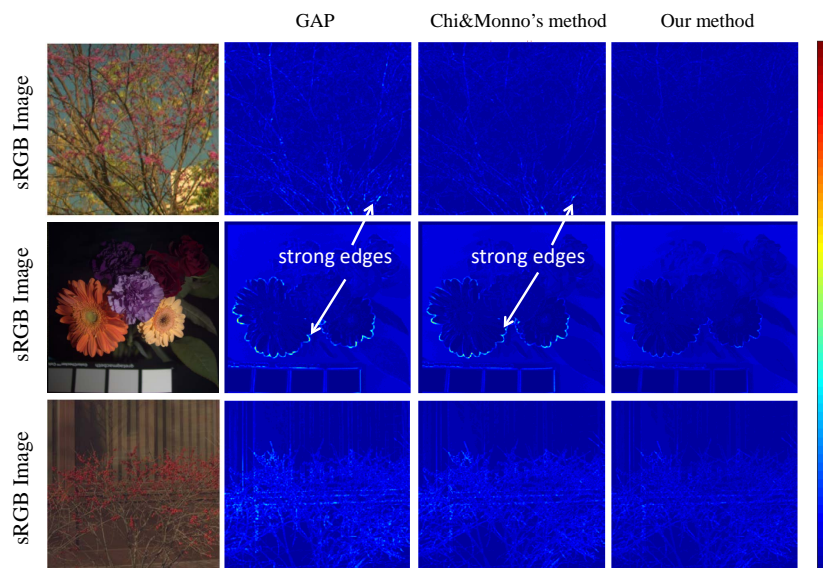 GAP
Chi&Monno's method
Our method
sRGB Image
strong edges
strong edges
sRGB Image
sRGB Image